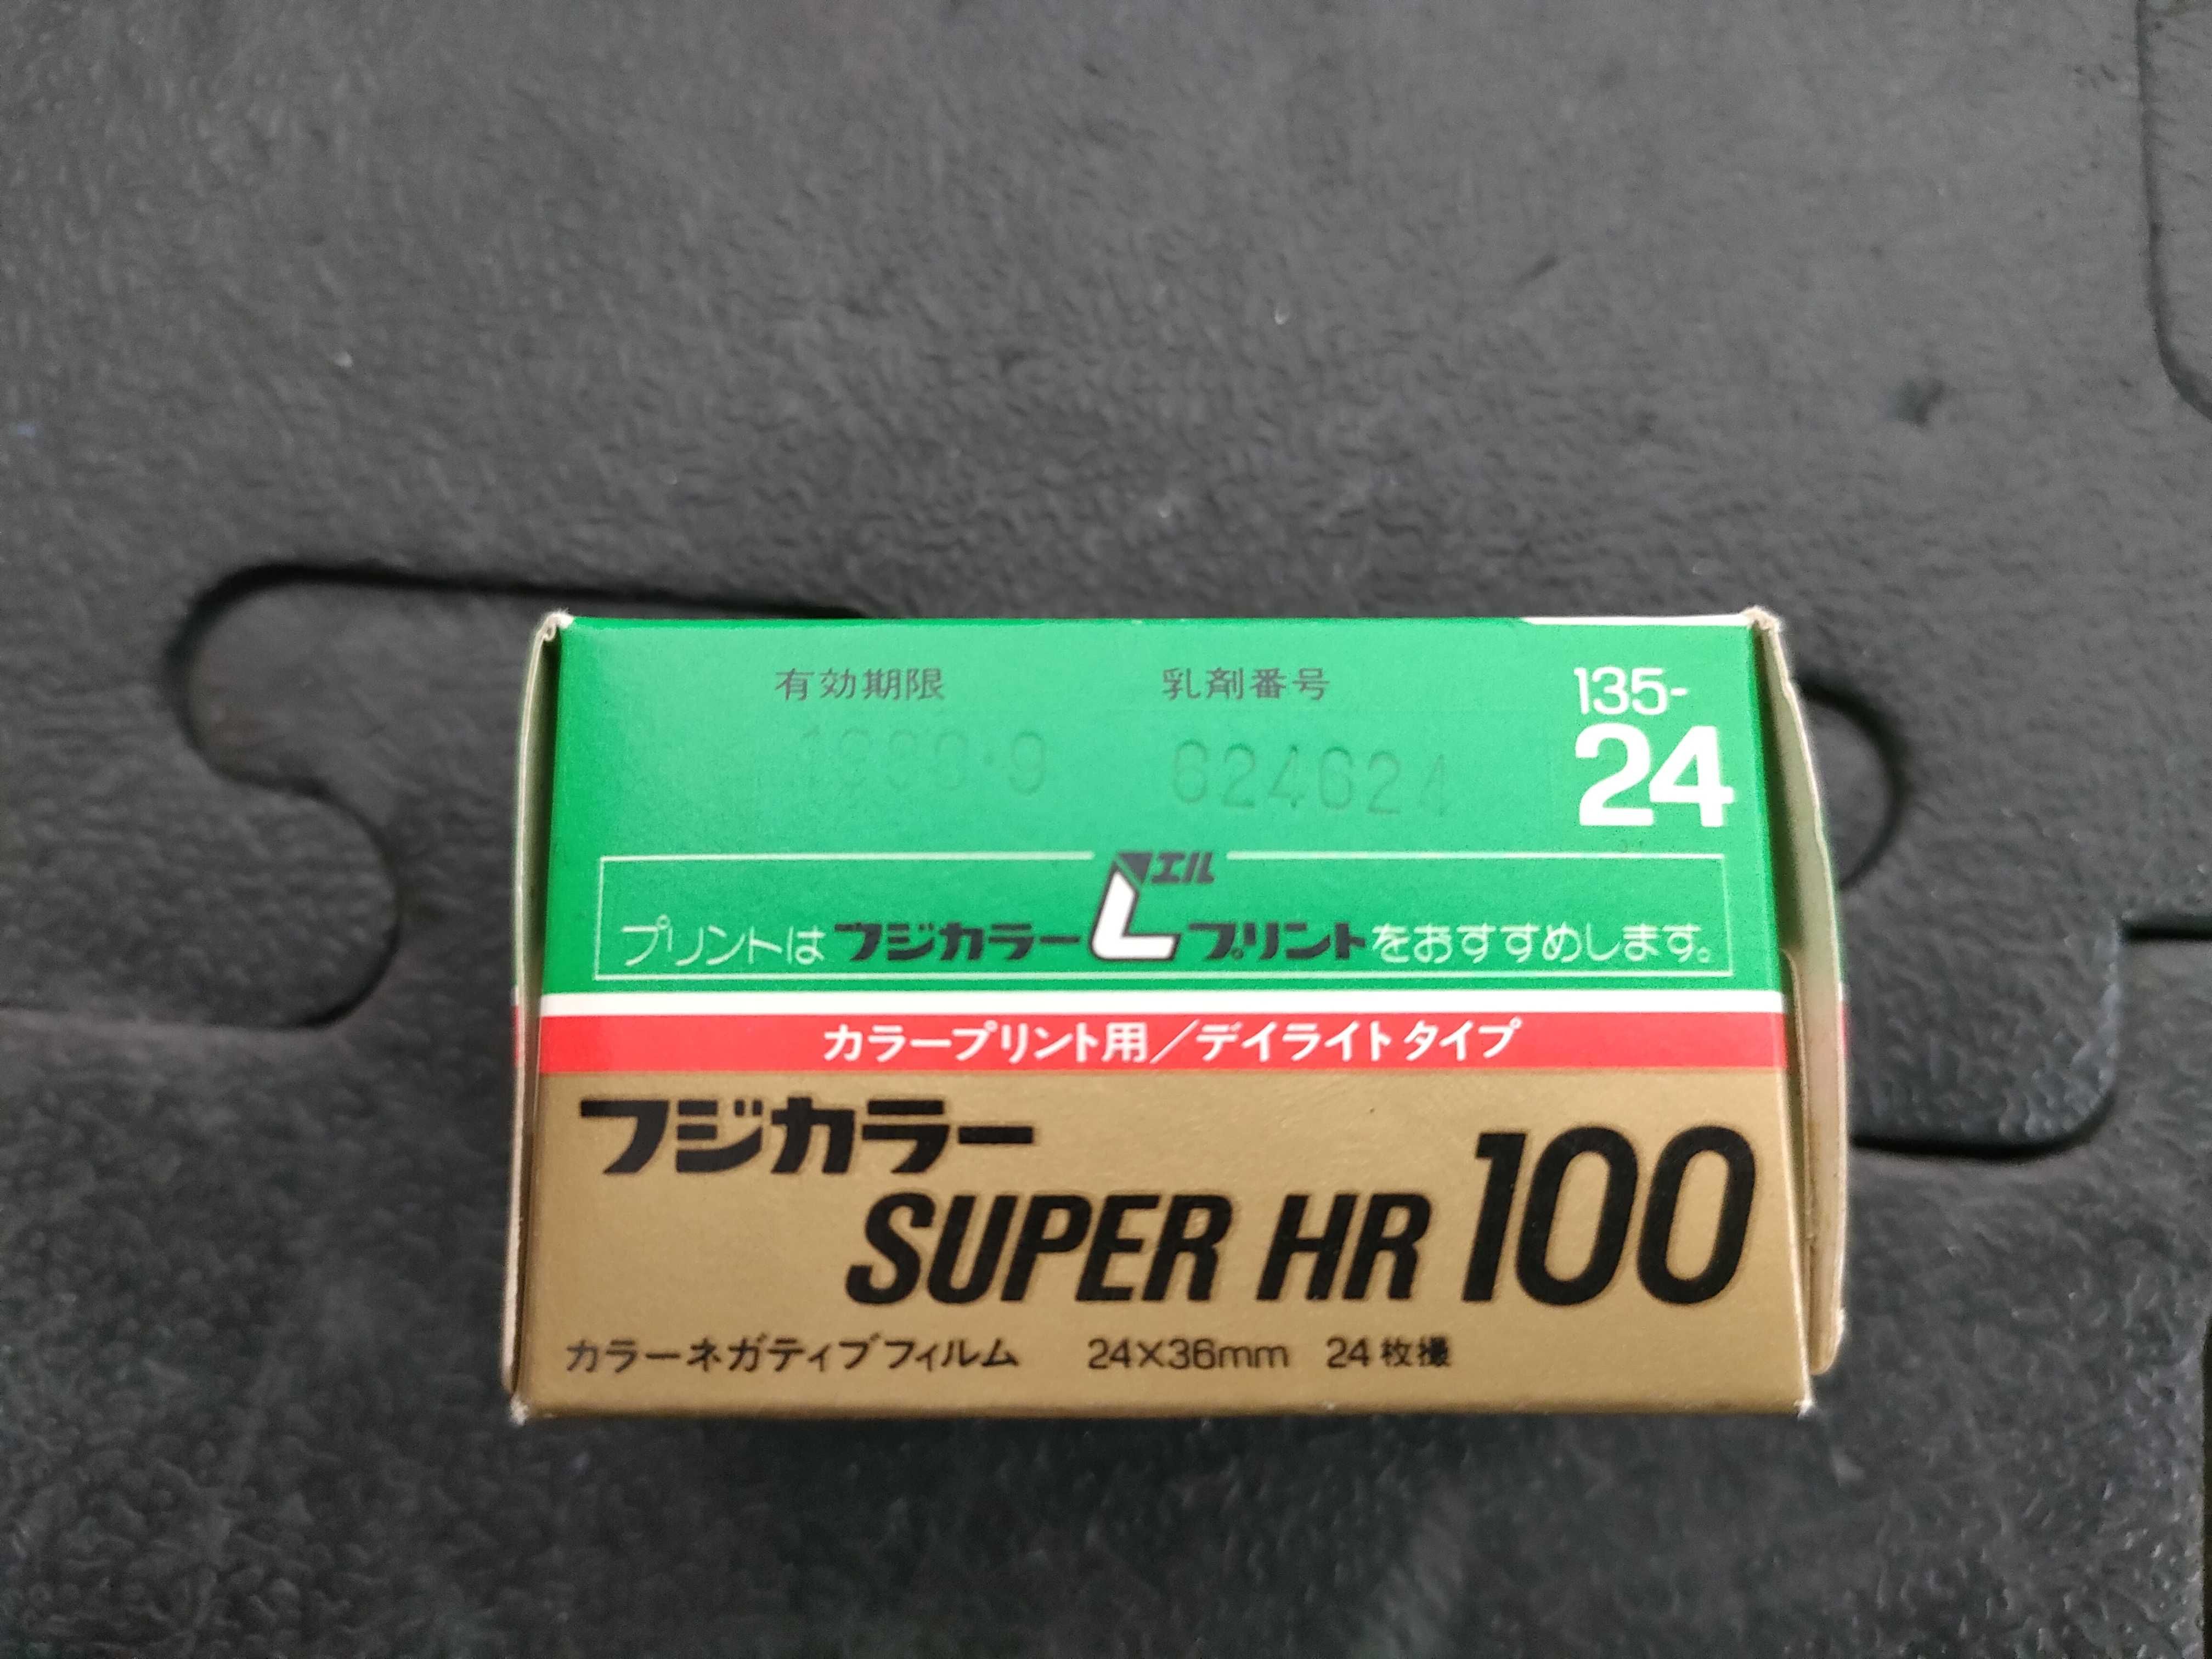 有効期限 乳剤番号 135-
624624 24
エル
プリントは フジカラー L プリント をおすすめします。
カラープリント用/デイライトタイプ
フジカラー
SUPER HR 100
カラーネガティブフィルム 24×36mm 24枚撮